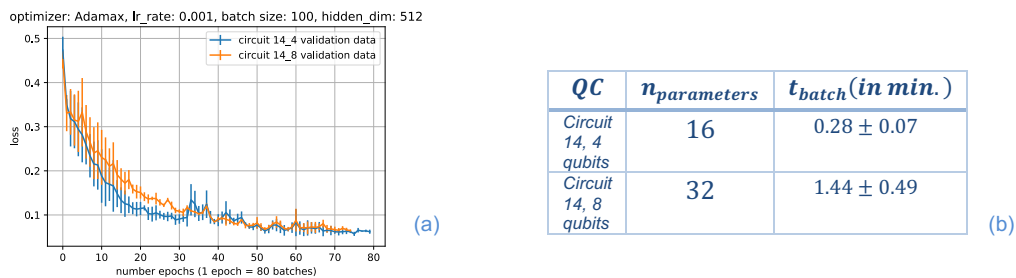 optimizer: Adamax, lr_rate: 0.001, batch size: 100, hidden_dim: 512
circuit 14_4 validation data
circuit 14_8 validation data
0.5
0.4
0.3
0.2
0.1
loss
0 10 20 30 40 50 60 70 80
number epochs (1 epoch = 80 batches)
(a)
QC n_parameters t_batch(in min.)
Circuit 16 0.28 ± 0.07
14, 4
qubits
Circuit 32 1.44 ± 0.49
14, 8
qubits
(b)